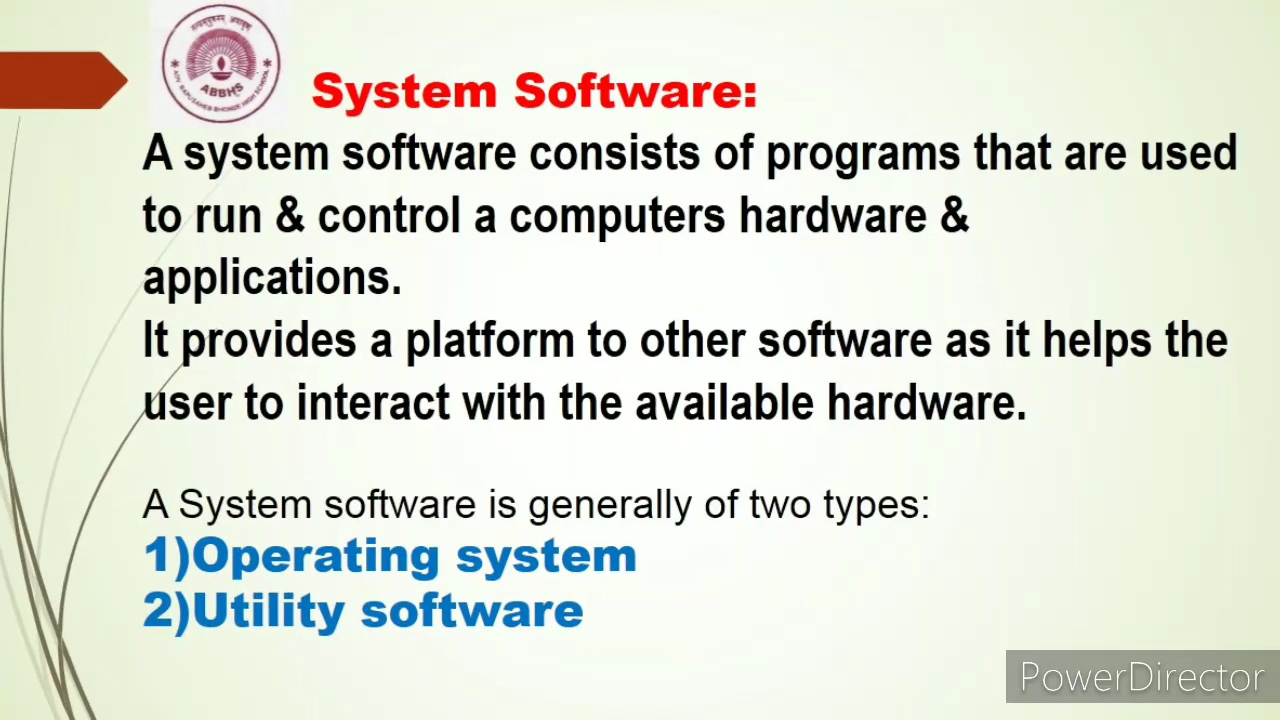 ABBHS
System Software:
A system software consists of programs that are used
to run & control a computers hardware &
applications.
It provides a platform to other software as it helps the
user to interact with the available hardware.
A System software is generally of two types:
1)Operating system
2)Utility software
PowerDirector